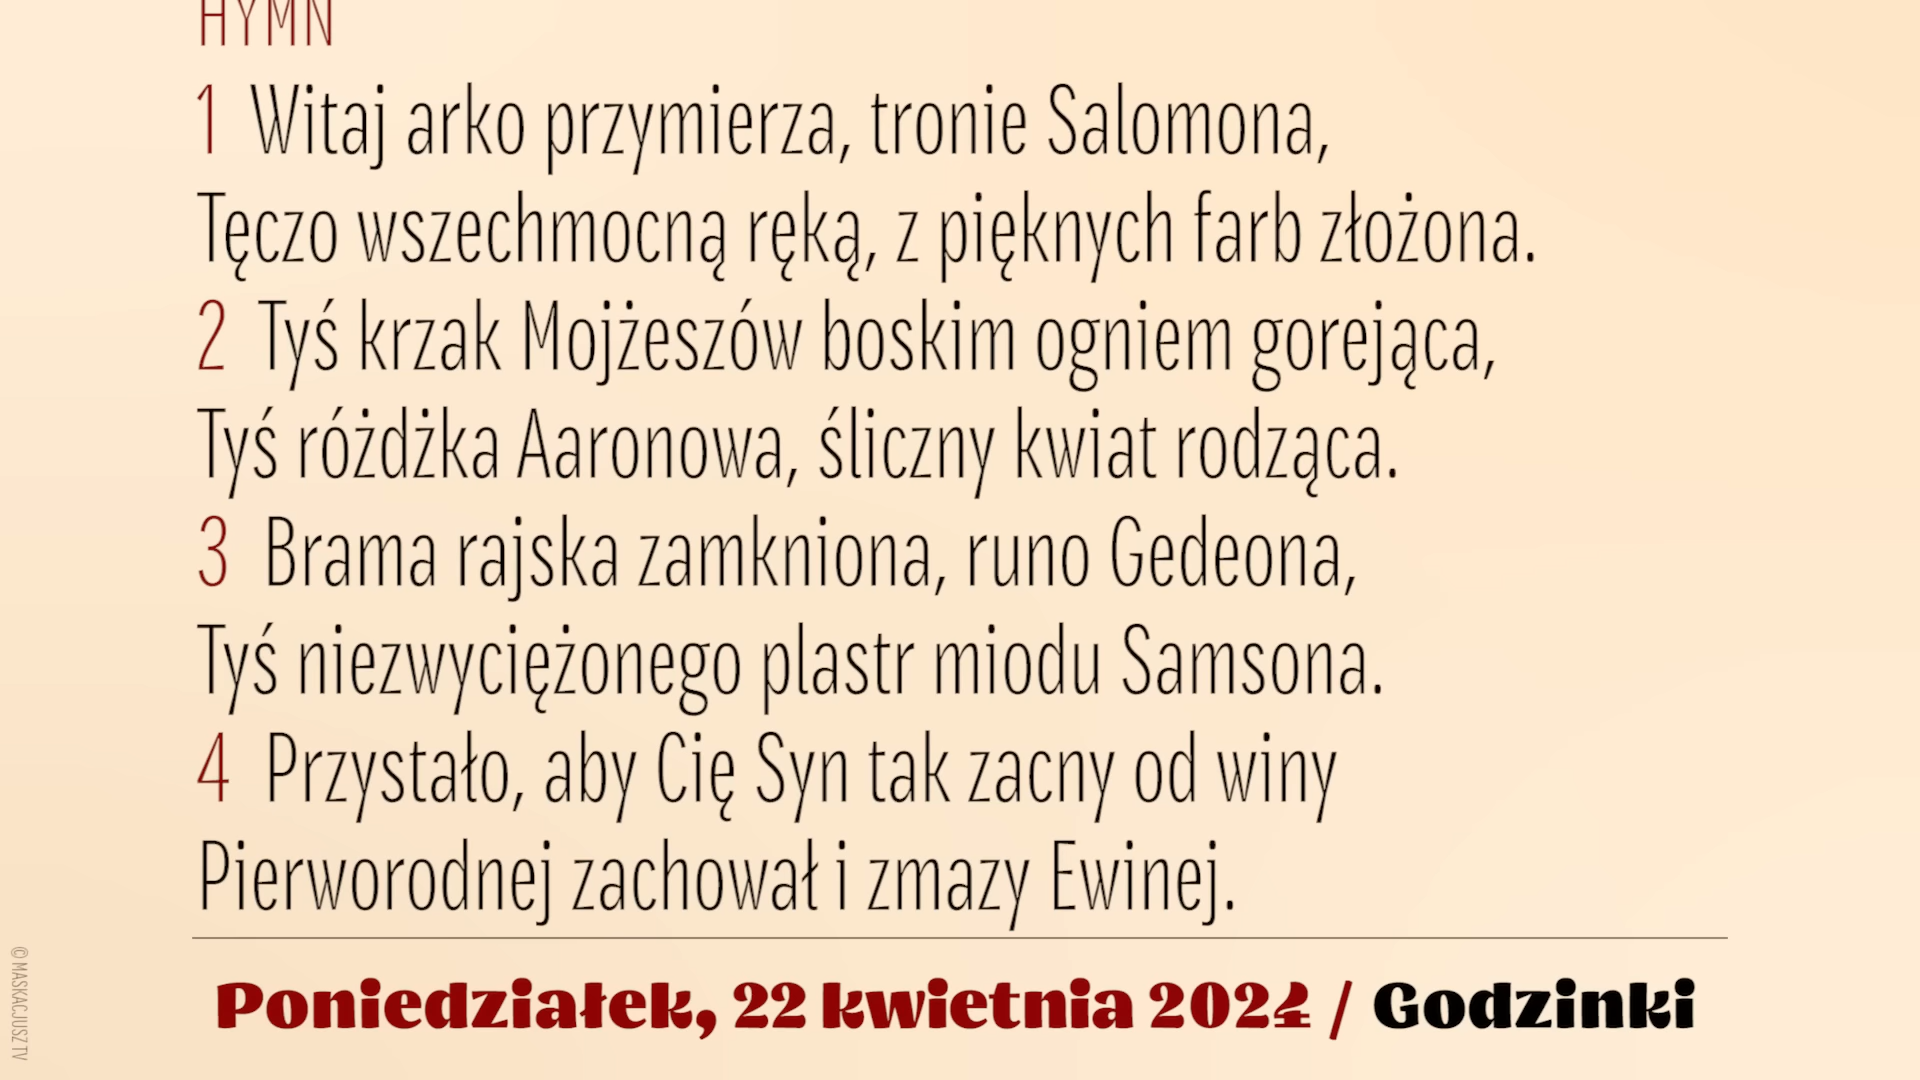 HYMN
1 Witaj arko przymierza, tronie Salomona,
Tęczo wszechmocną ręką, z pięknych farb złożona.
2 Tyś krzak Mojżeszów boskim ogniem gorejąca,
Tyś różdżka Aaronowa, śliczny kwiat rodząca.
3 Brama rajska zamkniona, runo Gedeona,
Tyś niezwyciężonego plastr miodu Samsona.
4 Przystało, aby Cię Syn tak zacny od winy
Pierworodnej zachował i zmazy Ewinej.
Poniedziałek, 22 kwietnia 2024 / Godzinki
© MASKACJUSZ TV